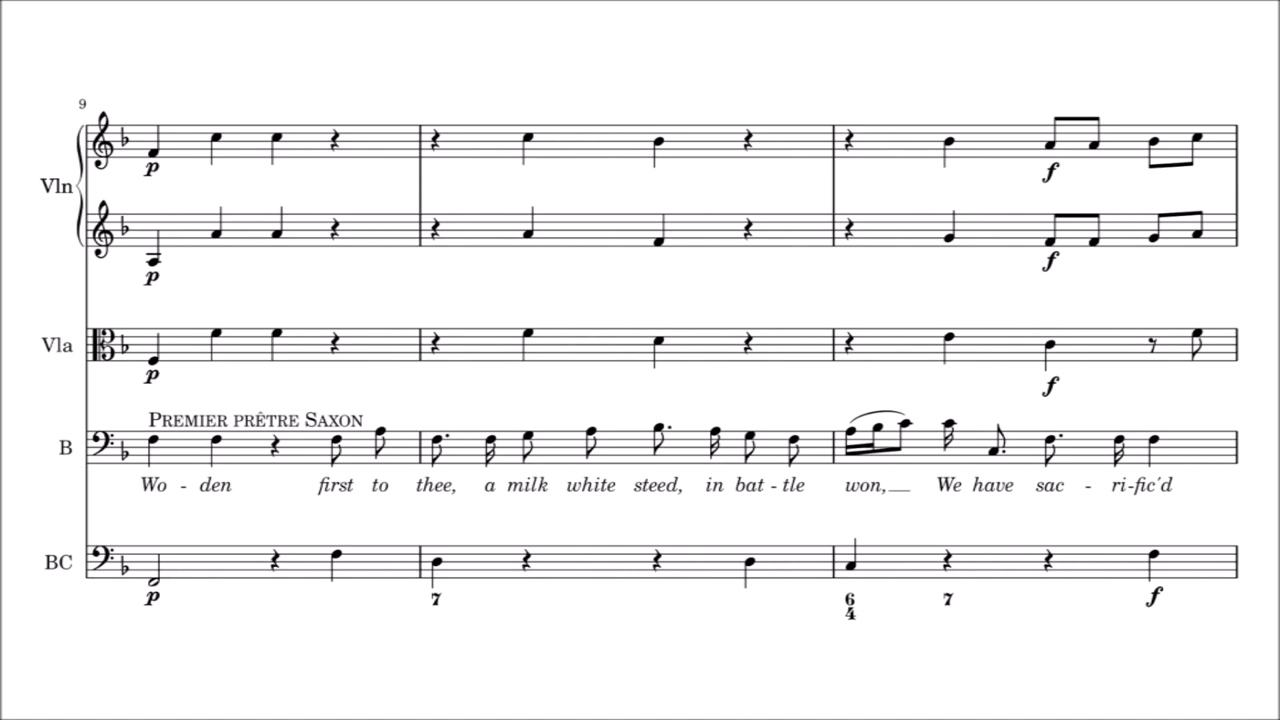 9
p
Vln
f
p
f
Vla
p
f
PREMIER PRÊTRE SAXON
B
Wo - den first to thee, a milk white steed, in bat - tle won, We have sac - ri-fic'd
BC
p 7 6 7 f
4